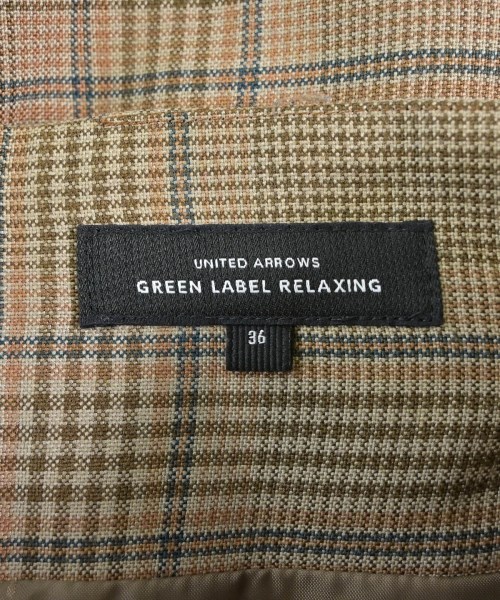 UNITED ARROWS
GREEN LABEL RELAXING
36